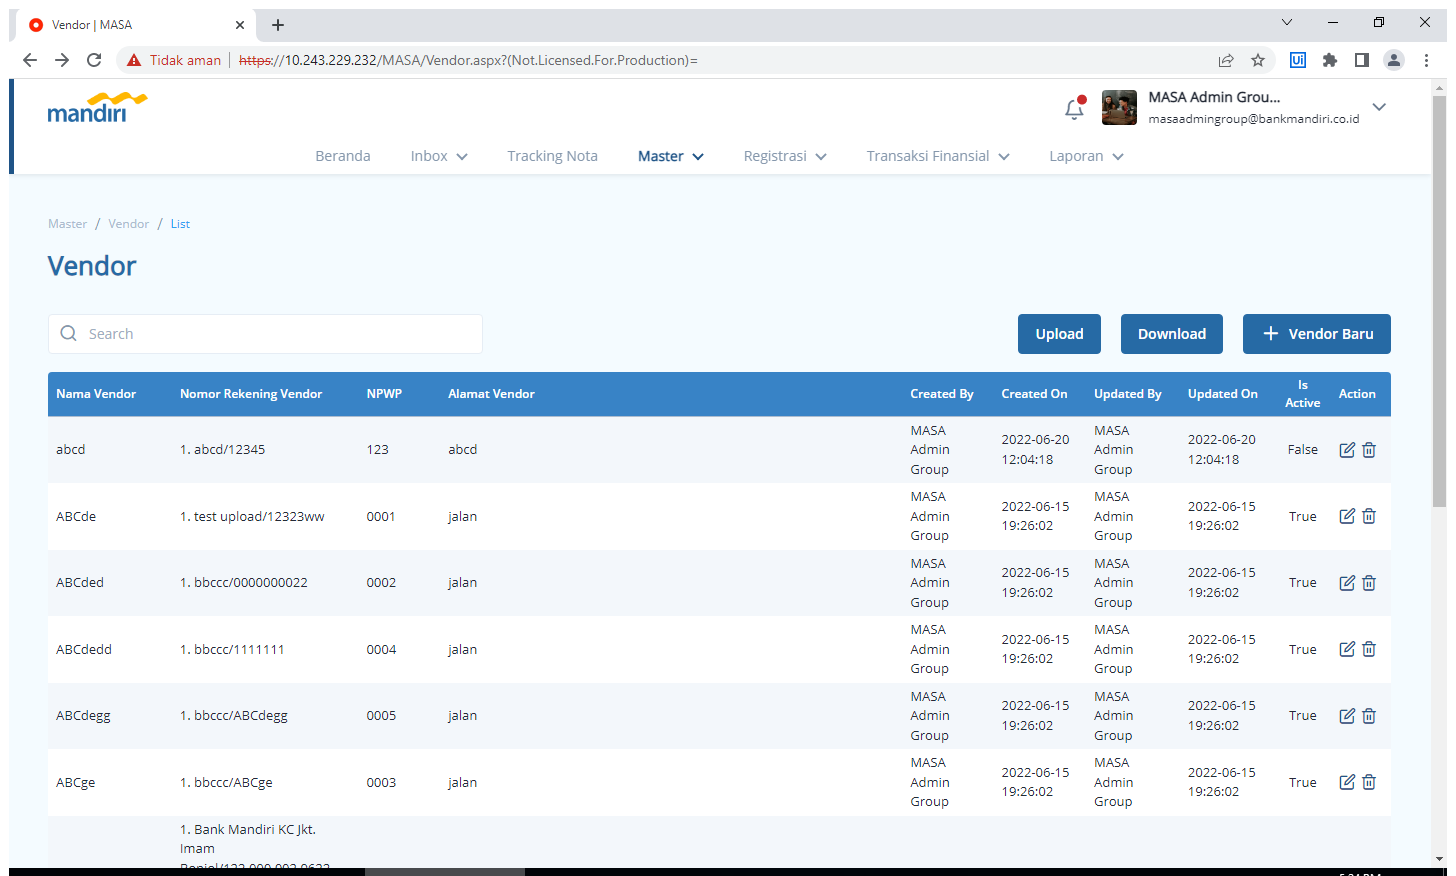 Vendor | MASA
Tidak aman | https://10.243.229.232/MASA/Vendor.aspx?(Not.Licensed.For.Production)=
Ui
mandiri
MASA Admin Grou...
masaadmingroup@bankmandiri.co.id
Beranda Inbox Tracking Nota Master Registrasi Transaksi Finansial Laporan
Master / Vendor / List
Vendor
Search
Upload Download + Vendor Baru
Nama Vendor Nomor Rekening Vendor NPWP Alamat Vendor Created By Created On Updated By Updated On Is Active Action
abcd 1. abcd/12345 123 abcd MASA Admin Group 2022-06-20 12:04:18 MASA Admin Group 2022-06-20 12:04:18 False
ABCde 1. test upload/12323ww 0001 jalan MASA Admin Group 2022-06-15 19:26:02 MASA Admin Group 2022-06-15 19:26:02 True
ABCded 1. bbccc/0000000022 0002 jalan MASA Admin Group 2022-06-15 19:26:02 MASA Admin Group 2022-06-15 19:26:02 True
ABCdedd 1. bbccc/1111111 0004 jalan MASA Admin Group 2022-06-15 19:26:02 MASA Admin Group 2022-06-15 19:26:02 True
ABCdegg 1. bbccc/ABCdegg 0005 jalan MASA Admin Group 2022-06-15 19:26:02 MASA Admin Group 2022-06-15 19:26:02 True
ABCge 1. bbccc/ABCge 0003 jalan MASA Admin Group 2022-06-15 19:26:02 MASA Admin Group 2022-06-15 19:26:02 True
1. Bank Mandiri KC Jkt.
Imam